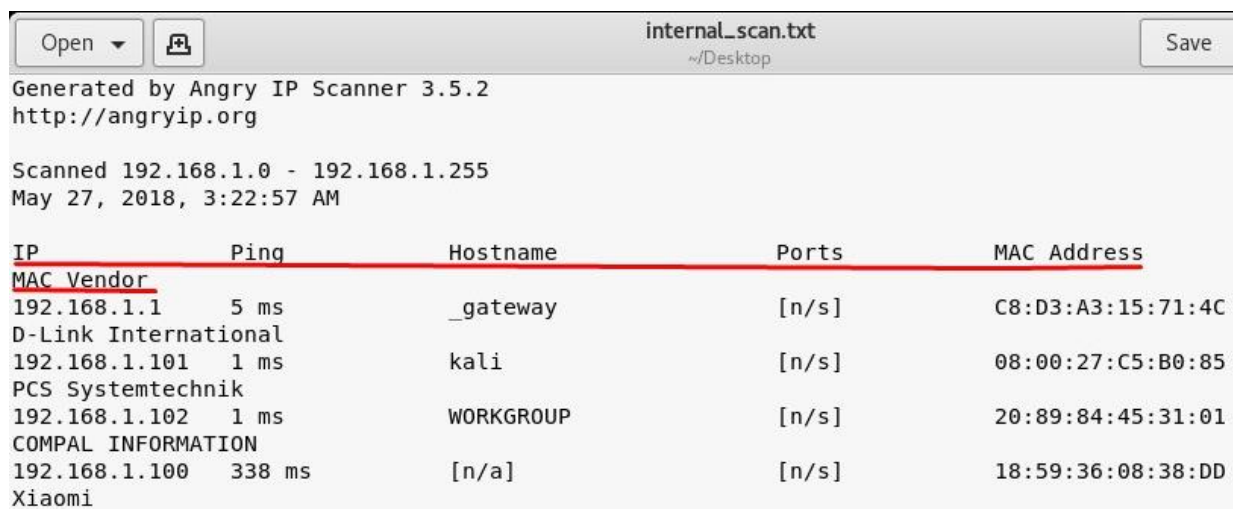 Open internal_scan.txt Save
~/Desktop
Generated by Angry IP Scanner 3.5.2
http://angryip.org
Scanned 192.168.1.0 - 192.168.1.255
May 27, 2018, 3:22:57 AM
IP Ping Hostname Ports MAC Address
MAC Vendor
192.168.1.1 5 ms _gateway [n/s] C8:D3:A3:15:71:4C
D-Link International
192.168.1.101 1 ms kali [n/s] 08:00:27:C5:B0:85
PCS Systemtechnik
192.168.1.102 1 ms WORKGROUP [n/s] 20:89:84:45:31:01
COMPAL INFORMATION
192.168.1.100 338 ms [n/a] [n/s] 18:59:36:08:38:DD
Xiaomi